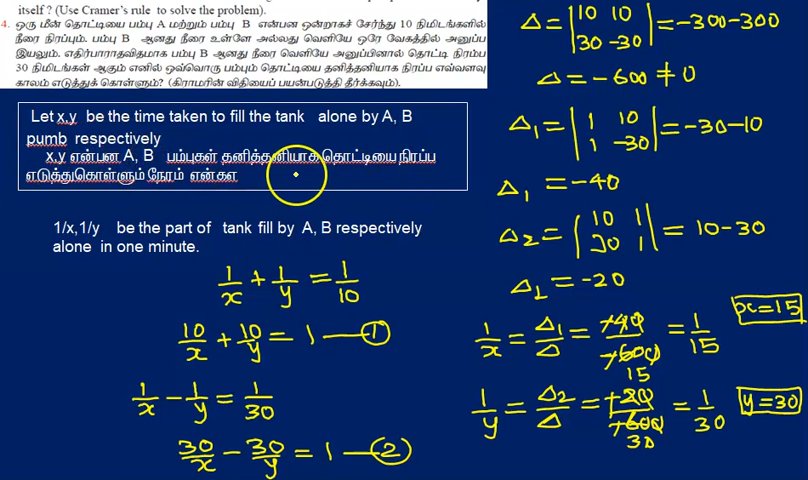 itself ? (Use Cramer's rule to solve the problem).
4. ஒரு மீன் தொட்டியை பம்பு A மற்றும் பம்பு B என்பன ஒன்றாகச் சேர்ந்து 10 நிமிடங்களில்
நீரை நிரப்பும். பம்பு B ஆனது நீரை உள்ளே அல்லது வெளியே ஒரே வேகத்தில் அனுப்ப
இயலும். எதிர்பாராதவிதமாக பம்பு B ஆனது நீரை வெளியே அனுப்பினால் தொட்டி நிரம்ப
30 நிமிடங்கள் ஆகும் எனில் ஒவ்வொரு பம்பும் தொட்டியை தனித்தனியாக நிரப்ப எவ்வளவு
காலம் எடுத்துக் கொள்ளும்? (கிராமரின் விதியைப் பயன்படுத்தி தீர்க்கவும்).
Let x,y be the time taken to fill the tank alone by A, B
pumb respectively
x,y என்பன A, B பம்புகள் தனித்தனியாக தொட்டியை நிரப்ப
எடுத்துகொள்ளும் நேரம் என்கள
1/x,1/y be the part of tank fill by A, B respectively
alone in one minute.
1/x + 1/y = 1/10
10/x + 10/y = 1 — ①
1/x - 1/y = 1/30
30/x - 30/y = 1 — ②
Δ = |10 10| = -300-300
|30 -30|
Δ = -600 ≠ 0
Δ₁ = |1 10| = -30-10
|1 -30|
Δ₁ = -40
Δ₂ = |10 1| = 10-30
|30 1|
Δ₂ = -20
1/x = Δ₁/Δ = -40/-600 = 1/15
15
x=15
1/y = Δ₂/Δ = -20/-600 = 1/30
30
y=30